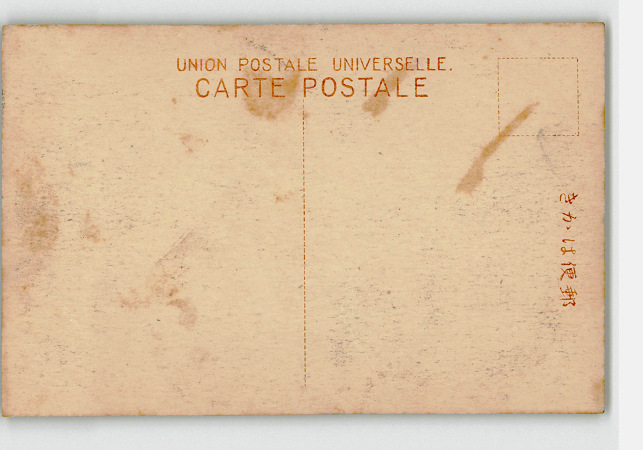 UNION POSTALE UNIVERSELLE.
CARTE POSTALE
きかは便郵